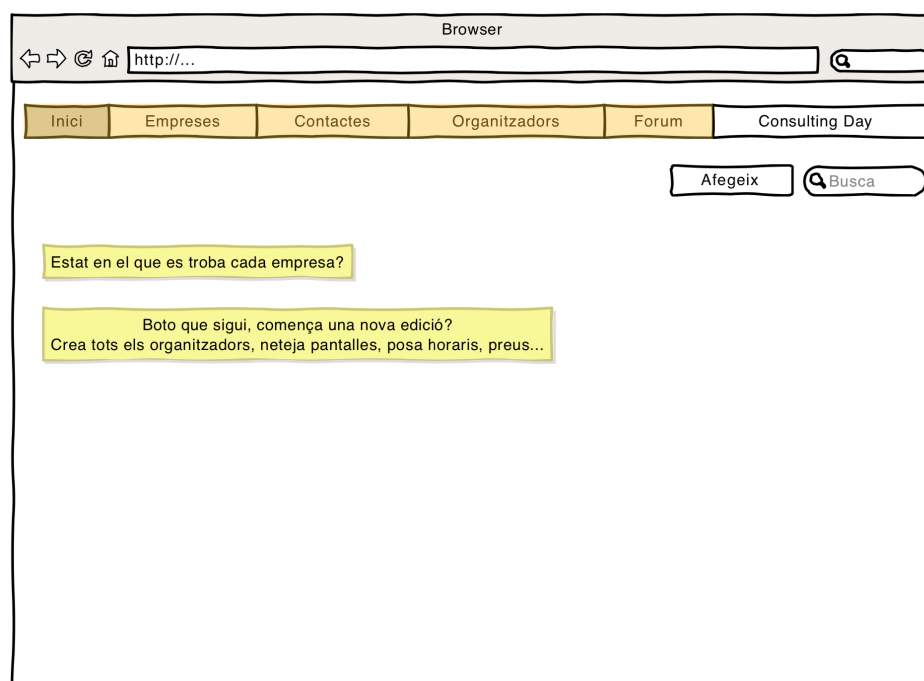 Browser
http://...
Inici Empreses Contactes Organitzadors Forum Consulting Day
Afegeix Busca
Estat en el que es troba cada empresa?
Boto que sigui, comença una nova edició?
Crea tots els organitzadors, neteja pantalles, posa horaris, preus...